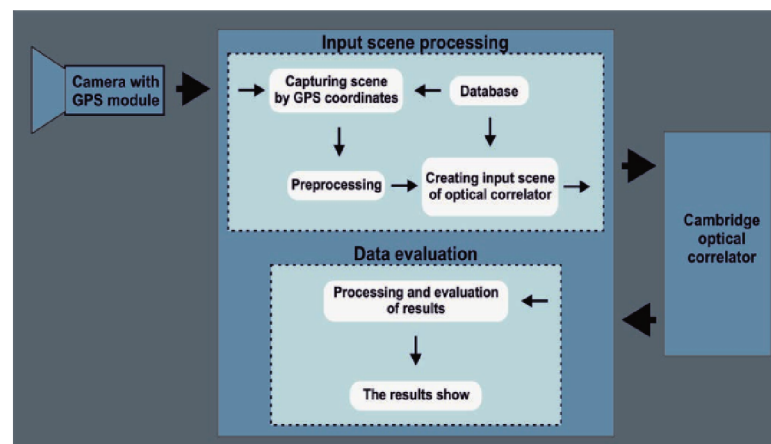 Input scene processing
Camera with
GPS module
Capturing scene
by GPS coordinates
Database
Preprocessing
Creating input scene
of optical correlator
Cambridge
optical
correlator
Data evaluation
Processing and evaluation
of results
The results show